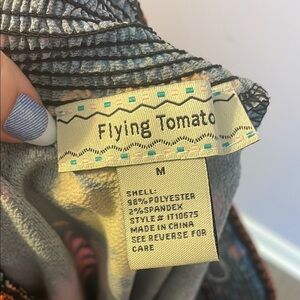 Flying Tomato
M
SHELL:
98%POLYESTER
2%SPANDEX
STYLE# IT10675
MADE IN CHINA
SEE REVERSE FOR
CARE